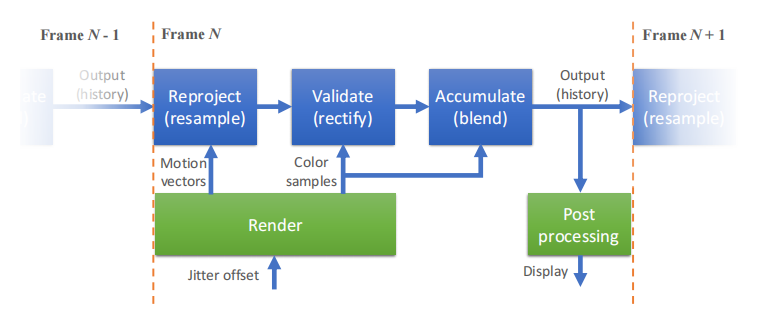 Frame N - 1
Frame N
Frame N + 1
Output
(history)
Reproject
(resample)
Validate
(rectify)
Accumulate
(blend)
Output
(history)
Reproject
(resample)
Motion
vectors
Color
samples
Render
Post
processing
Jitter offset
Display